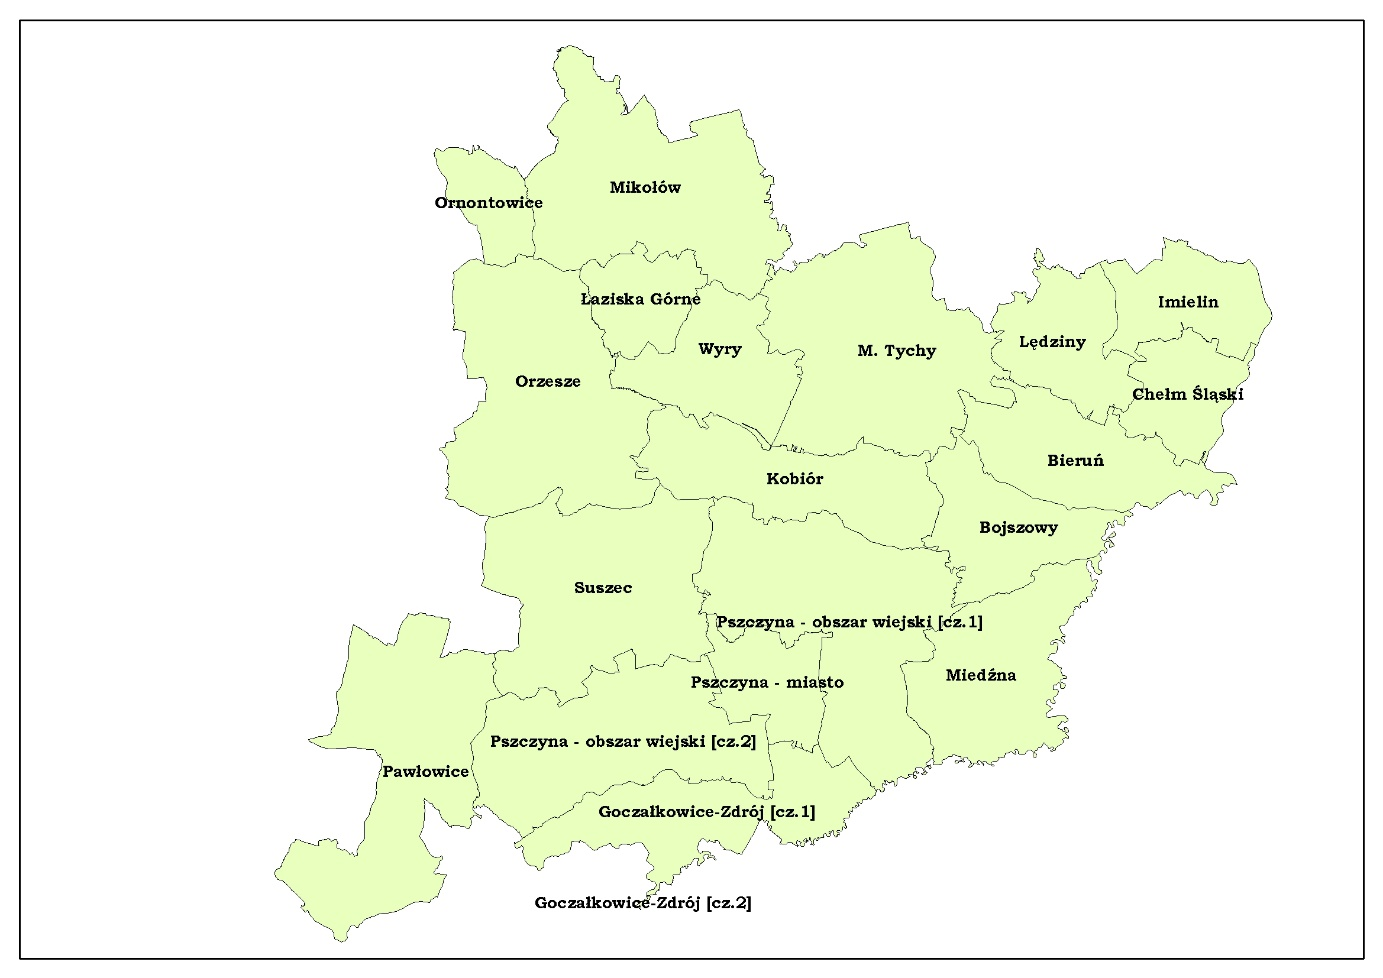 Mikołów
Ornontowice
Łaziska Górne
Imielin
Wyry
M. Tychy
Lędziny
Orzesze
Chełm Śląski
Bieruń
Kobiór
Bojszowy
Suszec
Pszczyna - obszar wiejski [cz.1]
Miedźna
Pszczyna - miasto
Pszczyna - obszar wiejski [cz.2]
Pawłowice
Goczałkowice-Zdrój [cz.1]
Goczałkowice-Zdrój [cz.2]